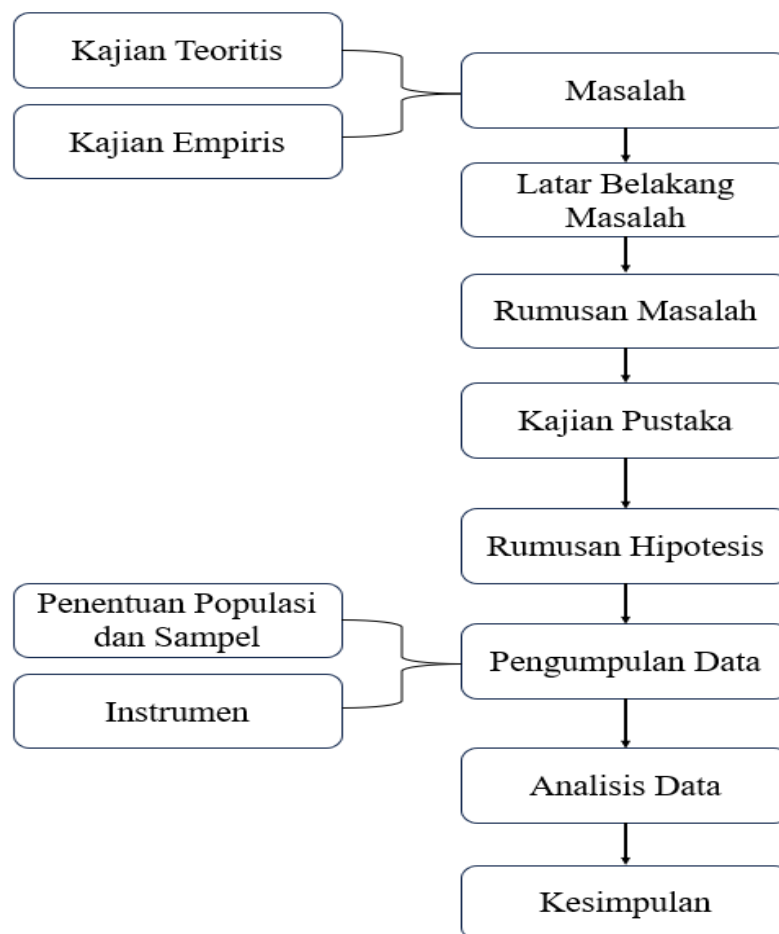 Kajian Teoritis
Kajian Empiris
Masalah
Latar Belakang
Masalah
Rumusan Masalah
Kajian Pustaka
Rumusan Hipotesis
Penentuan Populasi
dan Sampel
Instrumen
Pengumpulan Data
Analisis Data
Kesimpulan